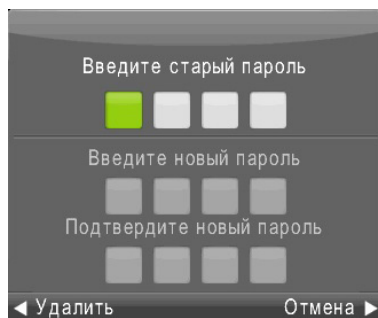 Введите старый пароль
Введите новый пароль
Подтвердите новый пароль
◀ Удалить Отмена ▶